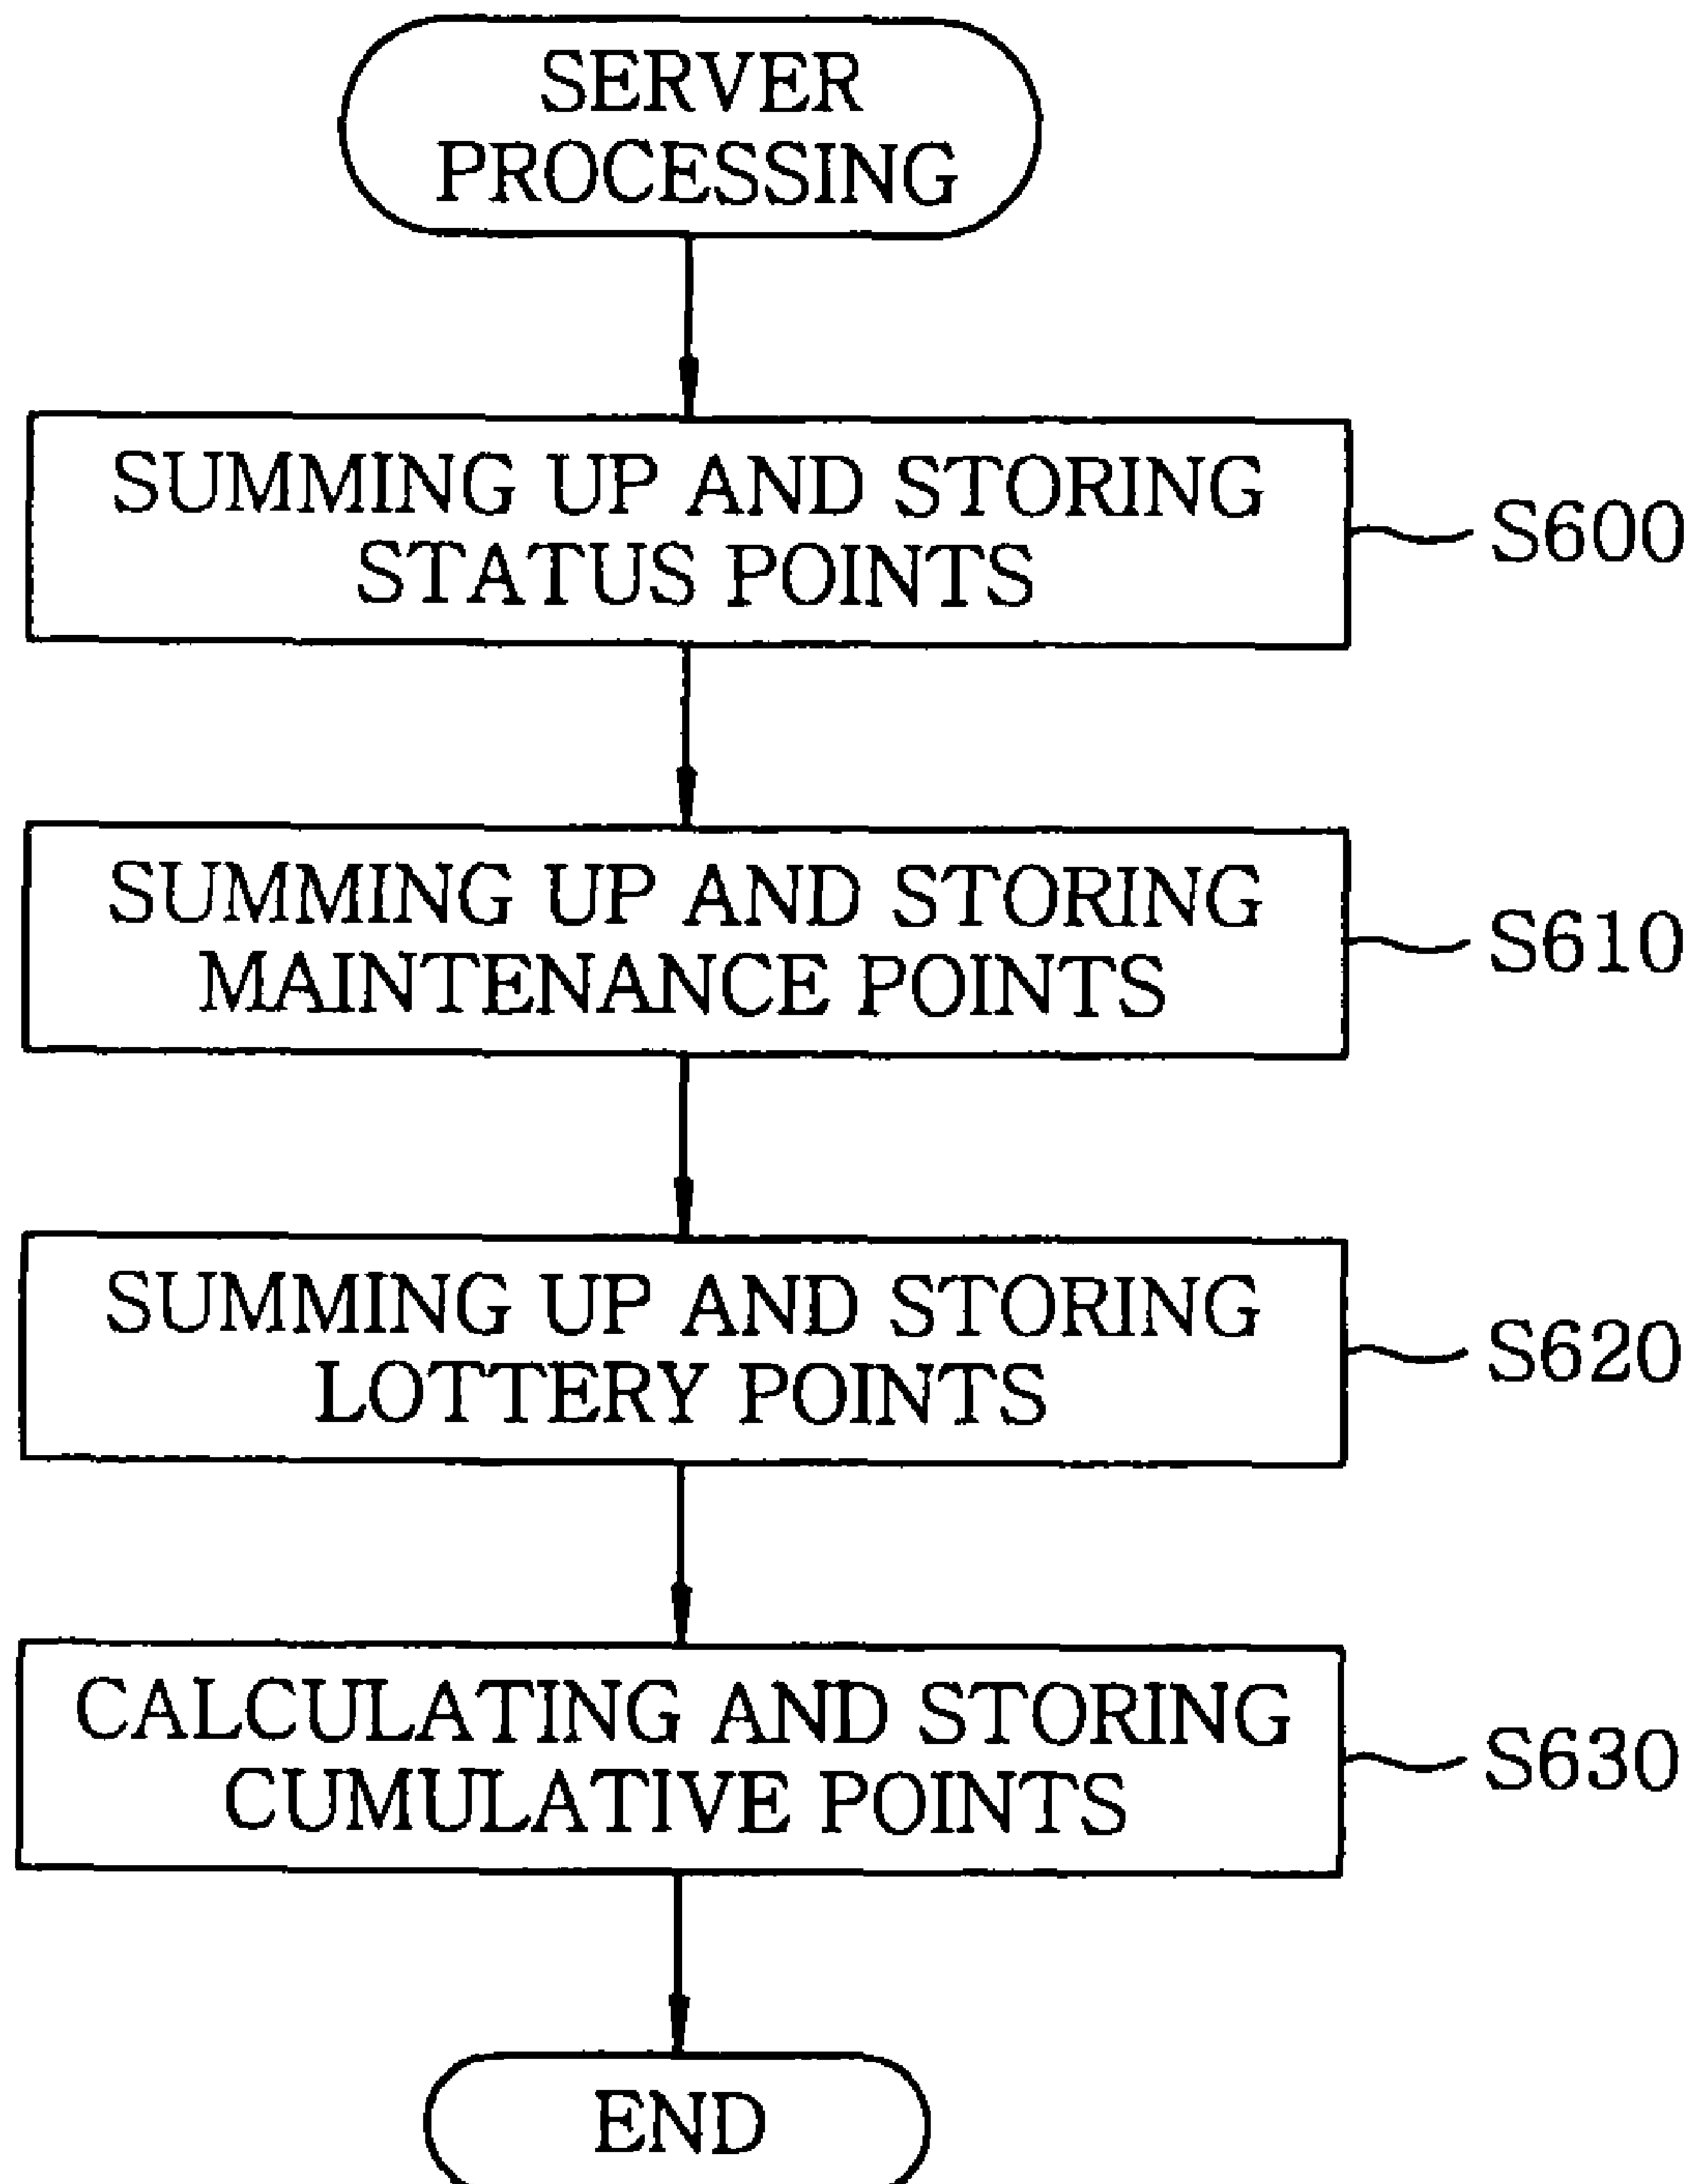 SERVER
PROCESSING
SUMMING UP AND STORING
STATUS POINTS
S600
SUMMING UP AND STORING
MAINTENANCE POINTS
S610
SUMMING UP AND STORING
LOTTERY POINTS
S620
CALCULATING AND STORING
CUMULATIVE POINTS
S630
END